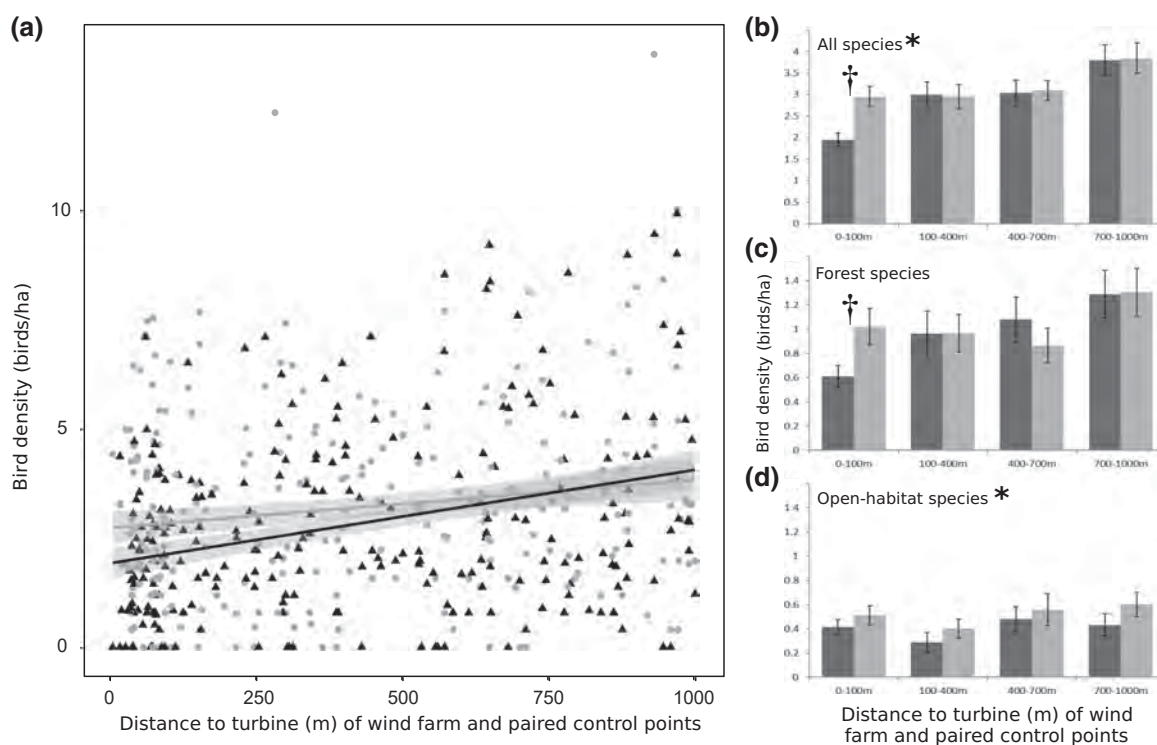 (a)
Bird density (birds/ha)
10
5
0
0 250 500 750 1000
Distance to turbine (m) of wind farm and paired control points
(b)
All species*
†
4
3.5
3
2.5
2
1.5
1
0.5
0
0-100m 100-400m 400-700m 700-1000m
(c)
Forest species
†
Bird density (birds/ha)
1.4
1.2
1
0.8
0.6
0.4
0.2
0
0-100m 100-400m 400-700m 700-1000m
(d)
Open-habitat species *
1.4
1.2
1
0.8
0.6
0.4
0.2
0
0-100m 100-400m 400-700m 700-1000m
Distance to turbine (m) of wind
farm and paired control points